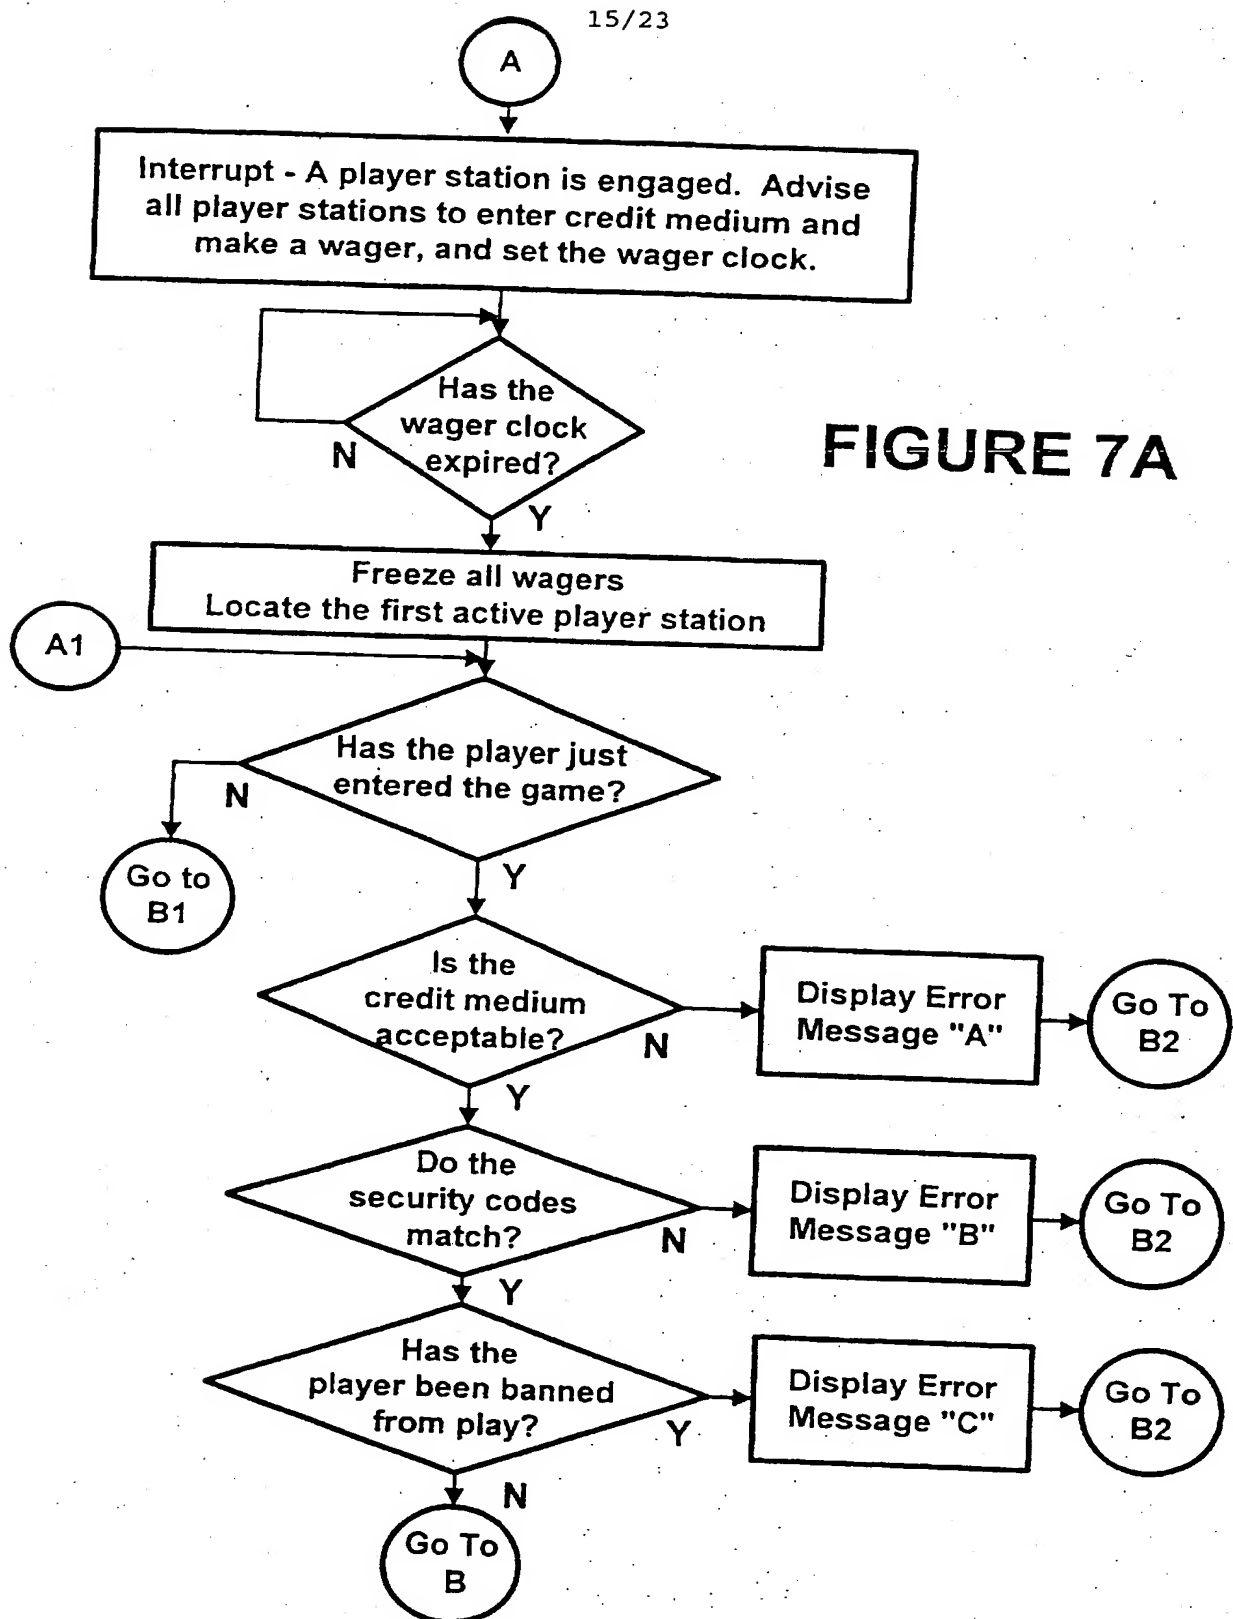 15/23
A
Interrupt - A player station is engaged. Advise
all player stations to enter credit medium and
make a wager, and set the wager clock.
Has the
wager clock
expired?
N
Y
FIGURE 7A
Freeze all wagers
Locate the first active player station
A1
Has the player just
entered the game?
N
Y
Go to
B1
Is the
credit medium
acceptable?
N
Y
Display Error
Message "A"
Go To
B2
Do the
security codes
match?
N
Y
Display Error
Message "B"
Go To
B2
Has the
player been banned
from play?
Y
N
Display Error
Message "C"
Go To
B2
Go To
B